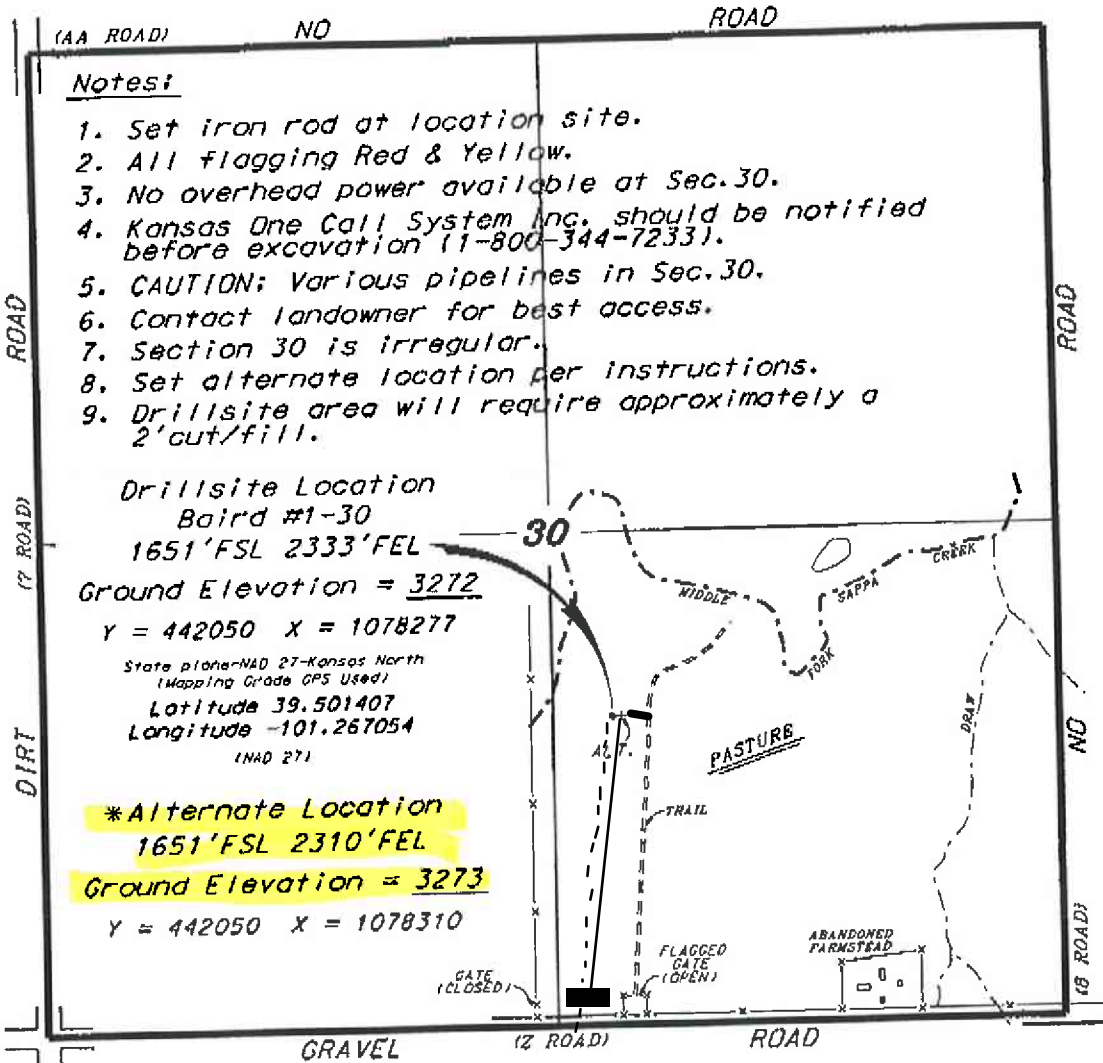 (AA ROAD) NO ROAD
Notes:
1. Set iron rod at location site.
2. All flagging Red & Yellow.
3. No overhead power available at Sec.30.
4. Kansas One Call System Inc. should be notified
before excavation (1-800-344-7233).
5. CAUTION: Various pipelines in Sec.30.
6. Contact landowner for best access.
7. Section 30 is irregular.
8. Set alternate location per instructions.
9. Drillsite area will require approximately a
2'cut/fill.
ROAD
ROAD
Drillsite Location
Baird #1-30
1651'FSL 2333'FEL
30
(7 ROAD)
Ground Elevation = 3272
Y = 442050 X = 1078277
State plane-NAD 27-Kansas North
(Mapping Grade GPS Used)
Latitude 39.501407
Longitude -101.267054
(NAD 27)
MIDDLE
FORK
SAPPA
CREEK
DRAW
NO
DIRT
ALT.
PASTURE
TRAIL
*Alternate Location
1651'FSL 2310'FEL
Ground Elevation = 3273
Y = 442050 X = 1078310
GATE
(CLOSED)
FLAGGED
GATE
(OPEN)
ABANDONED
FARMSTEAD
(8 ROAD)
GRAVEL (Z ROAD) ROAD